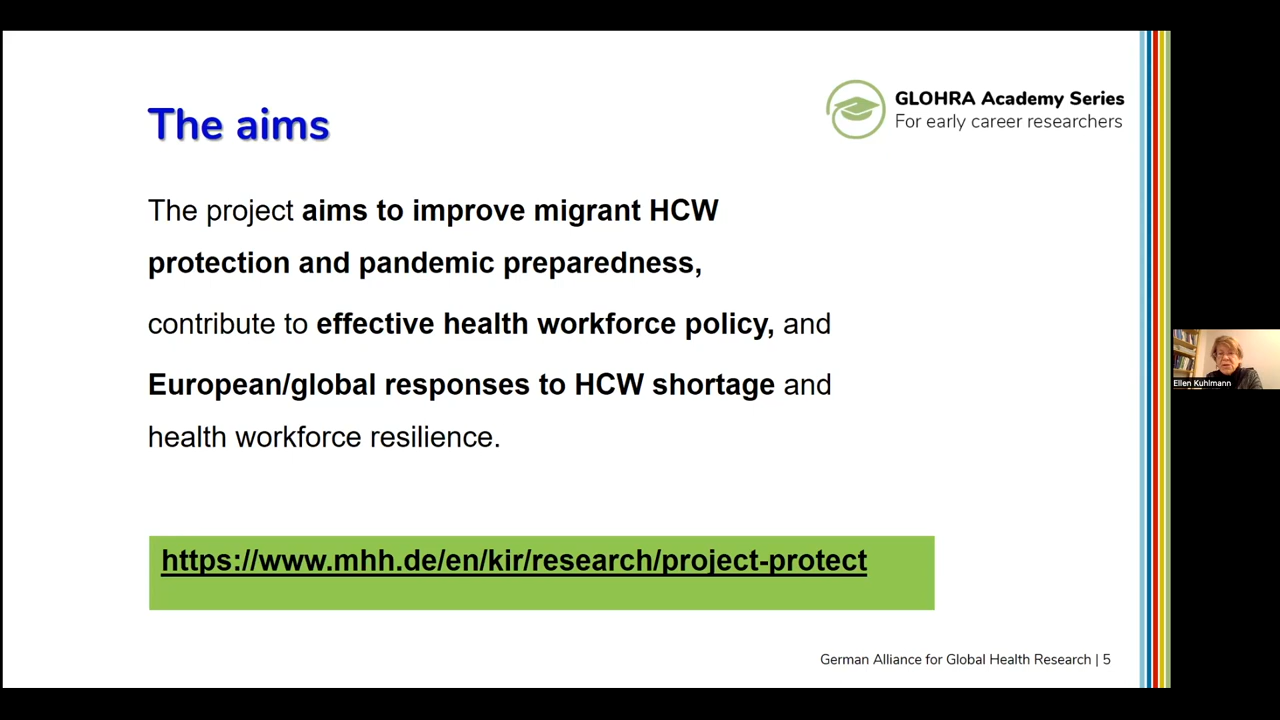 The aims
GLOHRA Academy Series
For early career researchers
The project aims to improve migrant HCW
protection and pandemic preparedness,
contribute to effective health workforce policy, and
European/global responses to HCW shortage and
health workforce resilience.
Ellen Kuhlmann
https://www.mhh.de/en/kir/research/project-protect
German Alliance for Global Health Research | 5